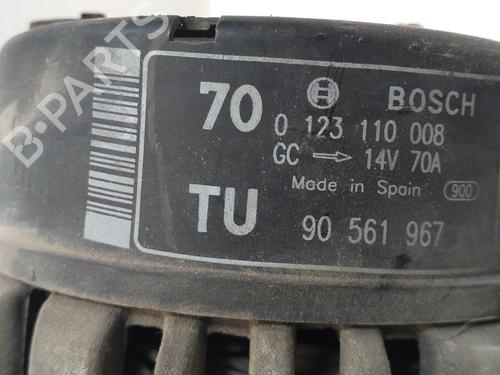 70 BOSCH
0 123 110 008
GC → 14V 70A
Made in Spain 900
TU 90 561 967
B-PARTS